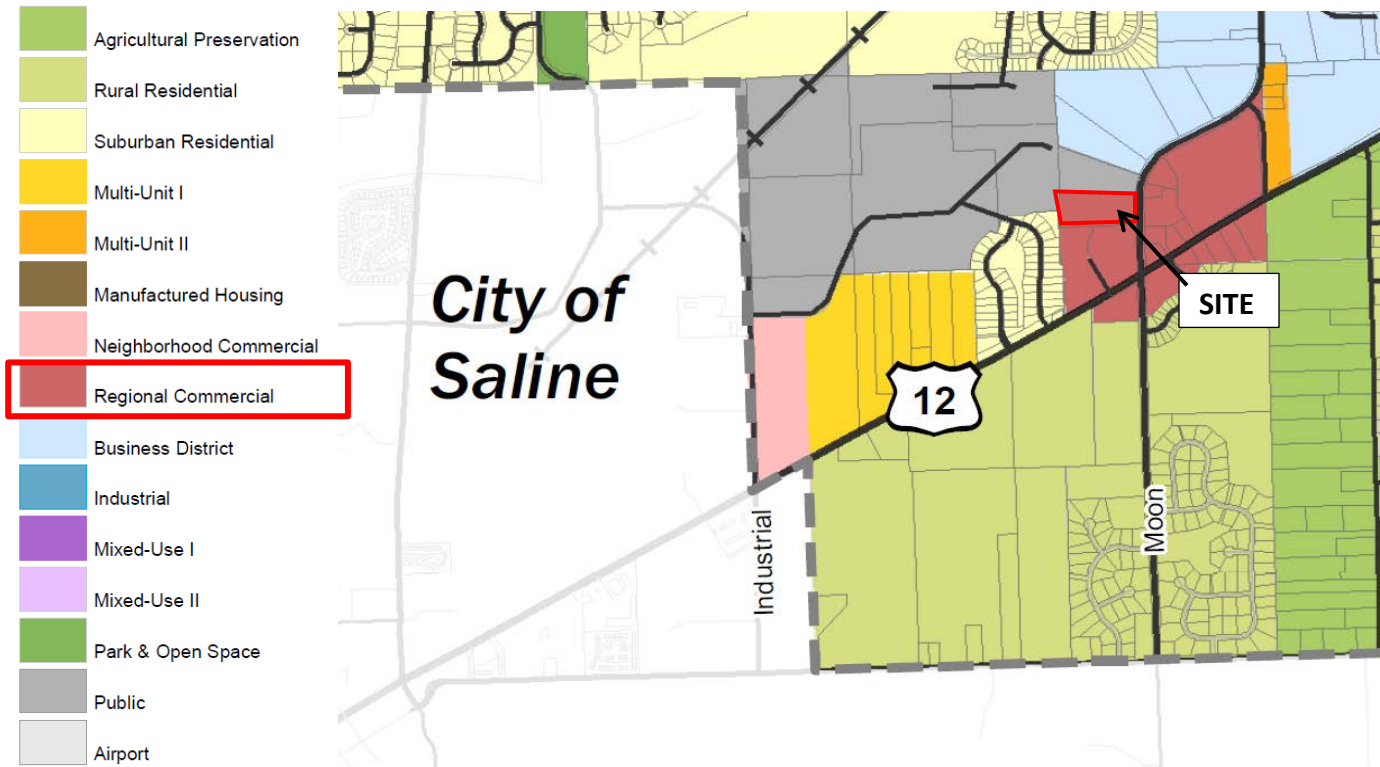 Agricultural Preservation
Rural Residential
Suburban Residential
Multi-Unit I
Multi-Unit II
Manufactured Housing
Neighborhood Commercial
Regional Commercial
Business District
Industrial
Mixed-Use I
Mixed-Use II
Park & Open Space
Public
Airport
City of
Saline
SITE
12
Industrial
Moon